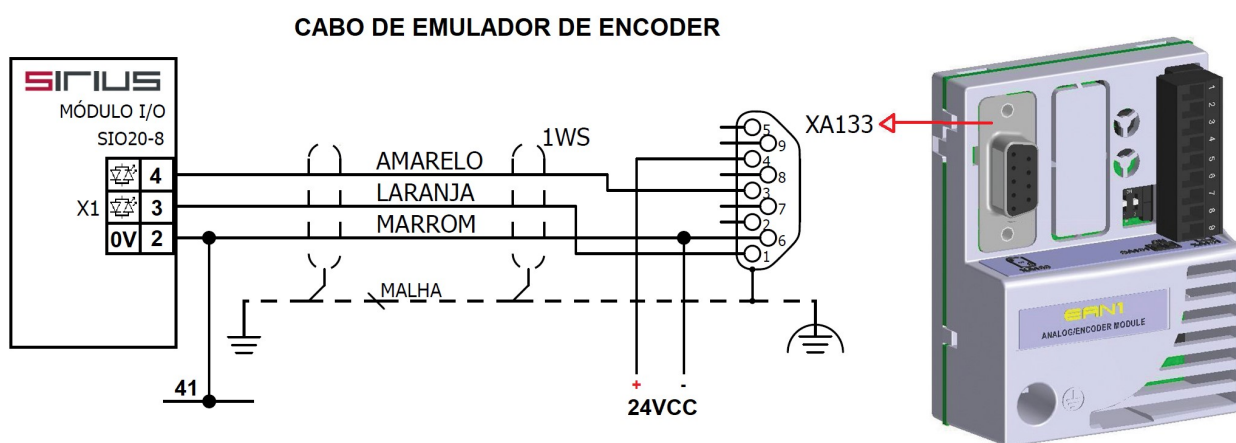 CABO DE EMULADOR DE ENCODER
SIrIUS
MÓDULO I/O
SIO20-8
X1
4
3
0V 2
AMARELO
LARANJA
MARROM
1WS
MALHA
41
5
9
4
8
3
7
2
6
1
+ -
24VCC
XA133
1
2
3
4
5
6
7
8
9
EAN1
ANALOG/ENCODER MODULE